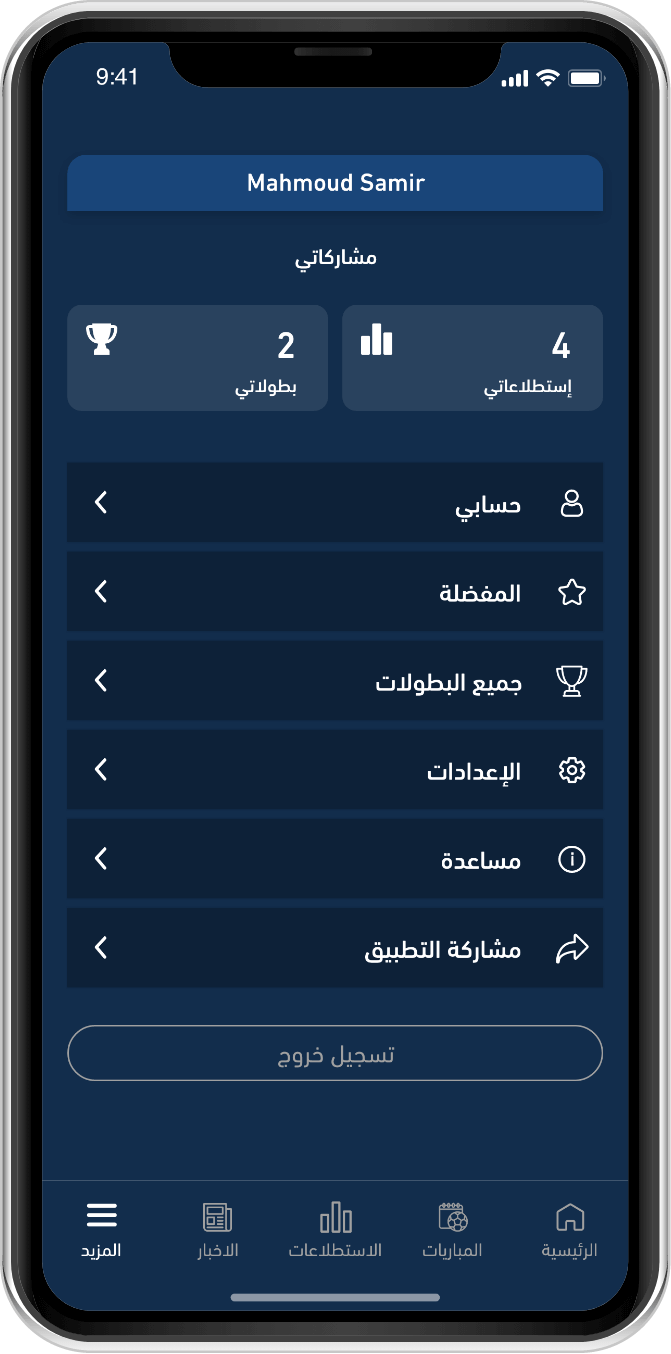 9:41
Mahmoud Samir
مشاركاتي
4
إستطلاعاتي
2
بطولاتي
حسابي
المفضلة
جميع البطولات
الإعدادات
مساعدة
مشاركة التطبيق
تسجيل خروج
الرئيسية
المباريات
الاستطلاعات
الاخبار
المزيد